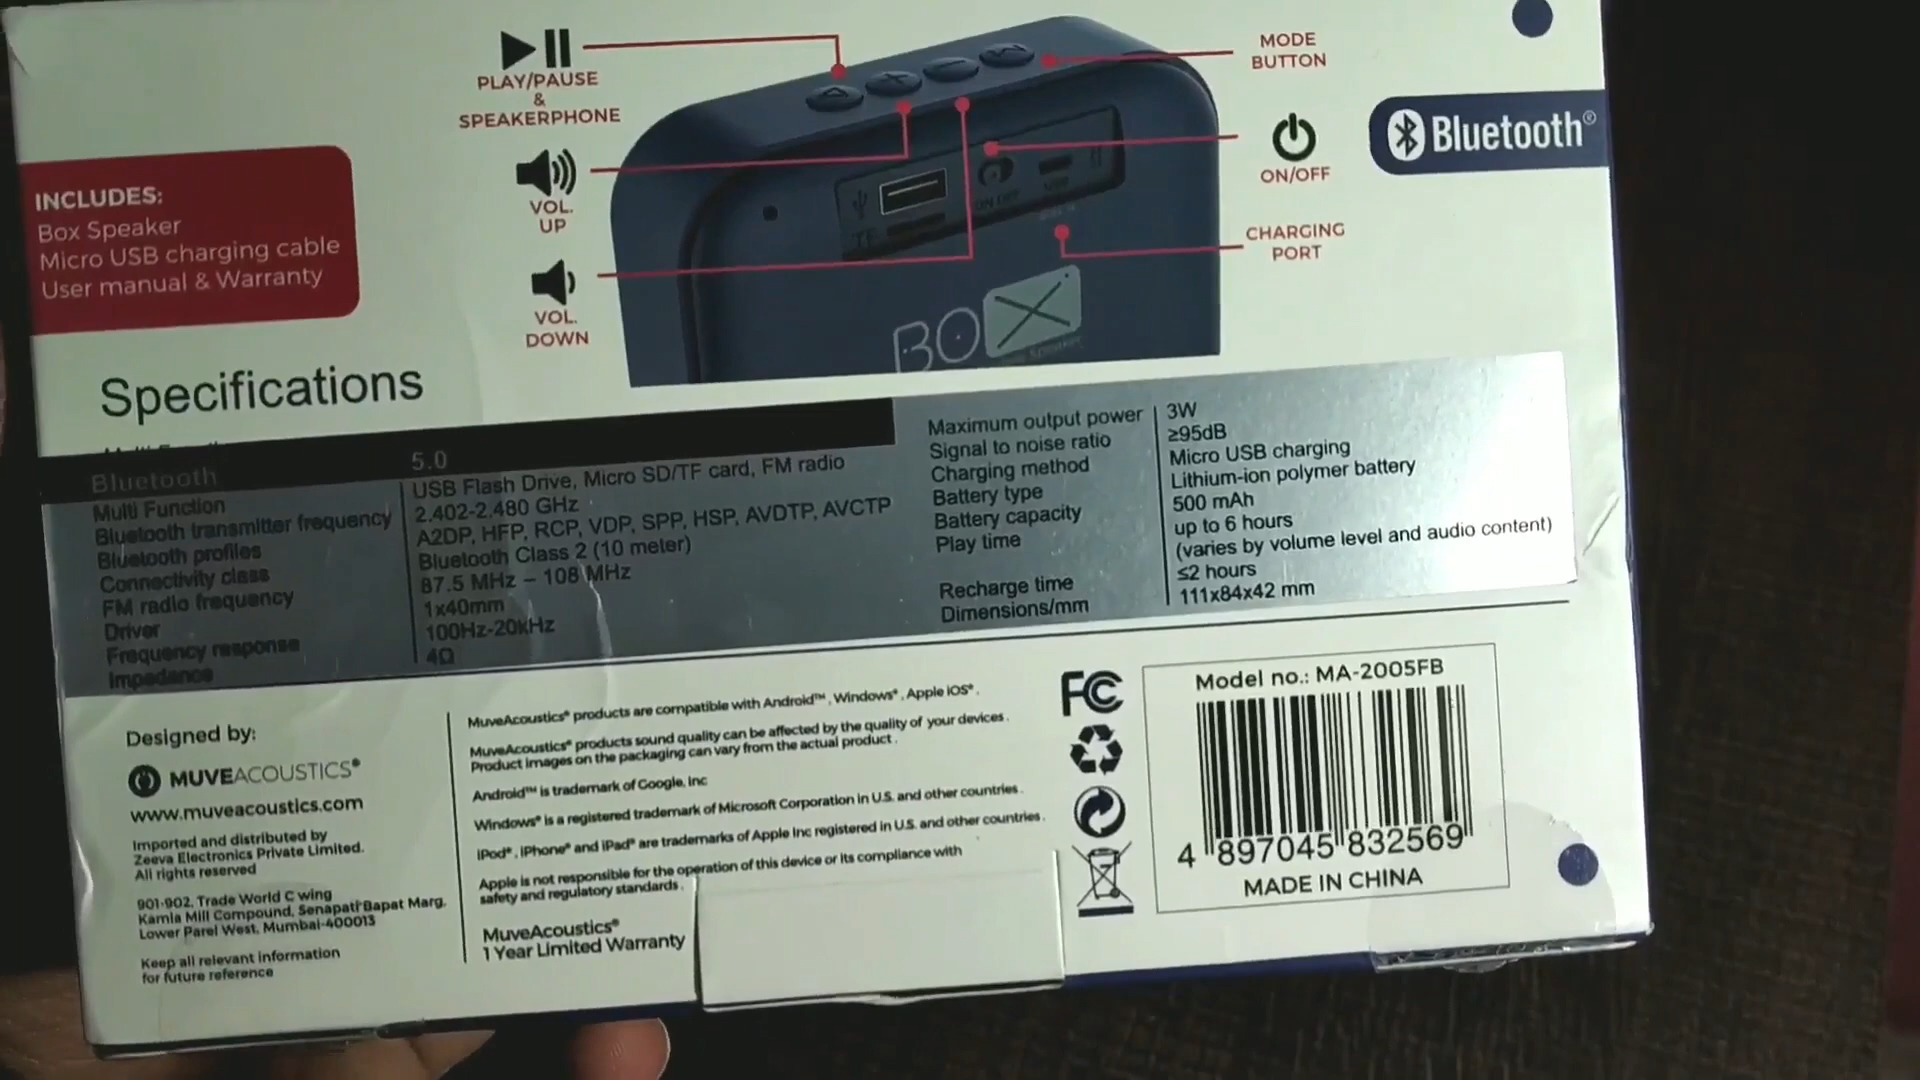 PLAY/PAUSE
&
SPEAKERPHONE
VOL.
UP
VOL.
DOWN
MODE
BUTTON
ON/OFF
CHARGING
PORT
Bluetooth®
INCLUDES:
Box Speaker
Micro USB charging cable
User manual & Warranty
BOX
Specifications
Bluetooth 5.0
Multi Function USB Flash Drive, Micro SD/TF card, FM radio
Bluetooth transmitter frequency 2.402-2.480 GHz
Bluetooth profiles A2DP, HFP, RCP, VDP, SPP, HSP, AVDTP, AVCTP
Connectivity class Bluetooth Class 2 (10 meter)
FM radio frequency 87.5 MHz – 108 MHz
Driver 1x40mm
Frequency response 100Hz-20kHz
Impedance 4Ω
Maximum output power 3W
Signal to noise ratio ≥95dB
Charging method Micro USB charging
Battery type Lithium-ion polymer battery
Battery capacity 500 mAh
Play time up to 6 hours
(varies by volume level and audio content)
Recharge time ≤2 hours
Dimensions/mm 111x84x42 mm
Designed by:
MUVEACOUSTICS®
www.muveacoustics.com
Imported and distributed by
Zeeva Electronics Private Limited.
All rights reserved
901-902, Trade World C wing
Kamla Mill Compound, Senapati Bapat Marg,
Lower Parel West, Mumbai-400013
Keep all relevant information
for future reference
MuveAcoustics® products are compatible with Android™, Windows®, Apple iOS®.
MuveAcoustics® products sound quality can be affected by the quality of your devices.
Product images on the packaging can vary from the actual product.
Android™ is trademark of Google, Inc
Windows® is a registered trademark of Microsoft Corporation in U.S. and other countries.
iPod®, iPhone® and iPad® are trademarks of Apple Inc registered in U.S. and other countries.
Apple is not responsible for the operation of this device or its compliance with
safety and regulatory standards.
MuveAcoustics®
1 Year Limited Warranty
FC
Model no.: MA-2005FB
4 897045 832569
MADE IN CHINA